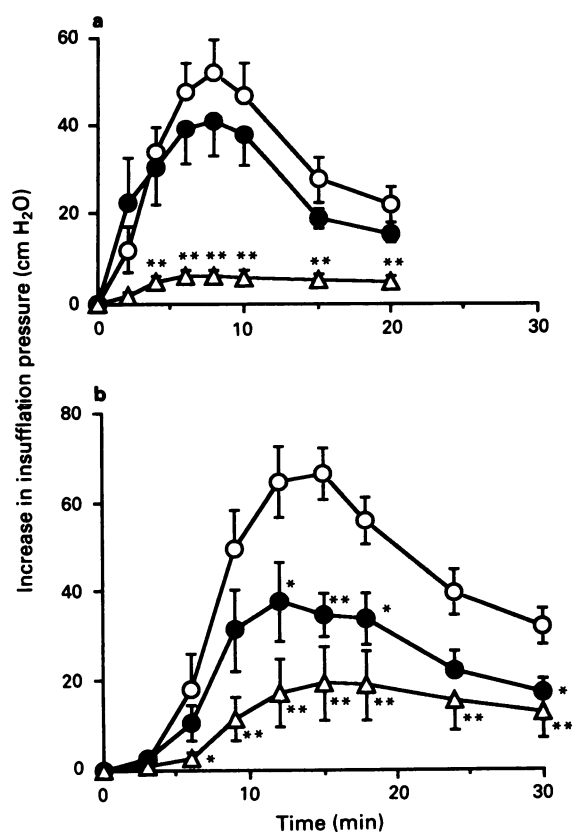 a
60
40
20
0
** ** ** ** ** **
0 10 20 30
Increase in insufflation pressure (cm H₂O)
b
80
60
40
20
0
* ** * *
* ** ** ** ** ** **
0 10 20 30
Time (min)